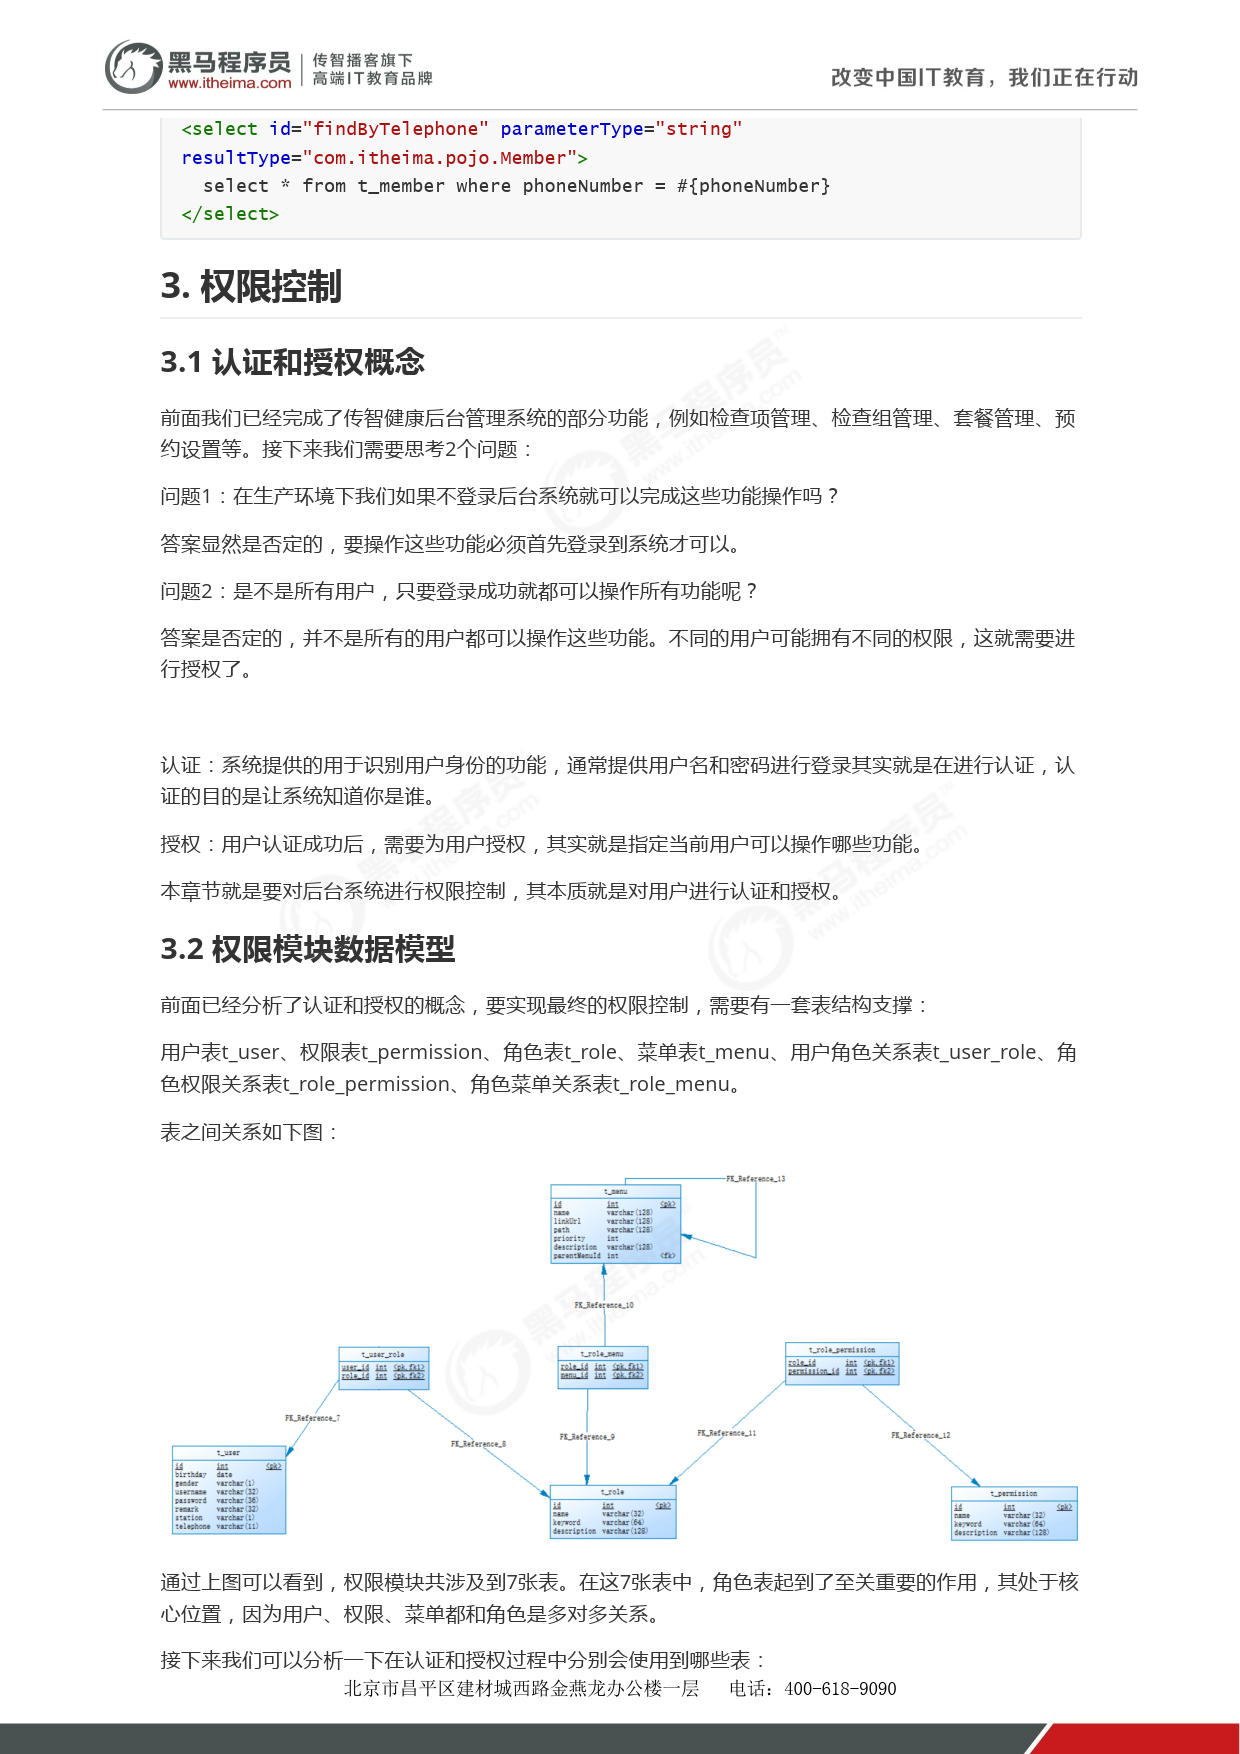 黑马程序员
www.itheima.com
传智播客旗下
高端IT教育品牌
改变中国IT教育，我们正在行动
<select id="findByTelephone" parameterType="string"
resultType="com.itheima.pojo.Member">
select * from t_member where phoneNumber = #{phoneNumber}
</select>
3. 权限控制
3.1 认证和授权概念
前面我们已经完成了传智健康后台管理系统的部分功能，例如检查项管理、检查组管理、套餐管理、预
约设置等。接下来我们需要思考2个问题：
问题1：在生产环境下我们如果不登录后台系统就可以完成这些功能操作吗？
答案显然是否定的，要操作这些功能必须首先登录到系统才可以。
问题2：是不是所有用户，只要登录成功就都可以操作所有功能呢？
答案是否定的，并不是所有的用户都可以操作这些功能。不同的用户可能拥有不同的权限，这就需要进
行授权了。
认证：系统提供的用于识别用户身份的功能，通常提供用户名和密码进行登录其实就是在进行认证，认
证的目的是让系统知道你是谁。
授权：用户认证成功后，需要为用户授权，其实就是指定当前用户可以操作哪些功能。
本章节就是要对后台系统进行权限控制，其本质就是对用户进行认证和授权。
3.2 权限模块数据模型
前面已经分析了认证和授权的概念，要实现最终的权限控制，需要有一套表结构支撑：
用户表t_user、权限表t_permission、角色表t_role、菜单表t_menu、用户角色关系表t_user_role、角
色权限关系表t_role_permission、角色菜单关系表t_role_menu。
表之间关系如下图：
FK_Reference_13
t_menu
id int <pk>
name varchar(128)
linkUrl varchar(128)
path varchar(128)
priority int
description varchar(128)
parentMenuId int <fk>
FK_Reference_10
t_user_role
user_id int <pk,fk1>
role_id int <pk,fk2>
t_role_menu
role_id int <pk,fk1>
menu_id int <pk,fk2>
t_role_permission
role_id int <pk,fk1>
permission_id int <pk,fk2>
FK_Reference_7
FK_Reference_8
FK_Reference_9
FK_Reference_11
FK_Reference_12
t_user
id int <pk>
birthday date
gender varchar(1)
username varchar(32)
password varchar(36)
remark varchar(32)
station varchar(1)
telephone varchar(11)
t_role
id int <pk>
name varchar(32)
keyword varchar(64)
description varchar(128)
t_permission
id int <pk>
name varchar(32)
keyword varchar(64)
description varchar(128)
通过上图可以看到，权限模块共涉及到7张表。在这7张表中，角色表起到了至关重要的作用，其处于核
心位置，因为用户、权限、菜单都和角色是多对多关系。
接下来我们可以分析一下在认证和授权过程中分别会使用到哪些表：
北京市昌平区建材城西路金燕龙办公楼一层 电话：400-618-9090